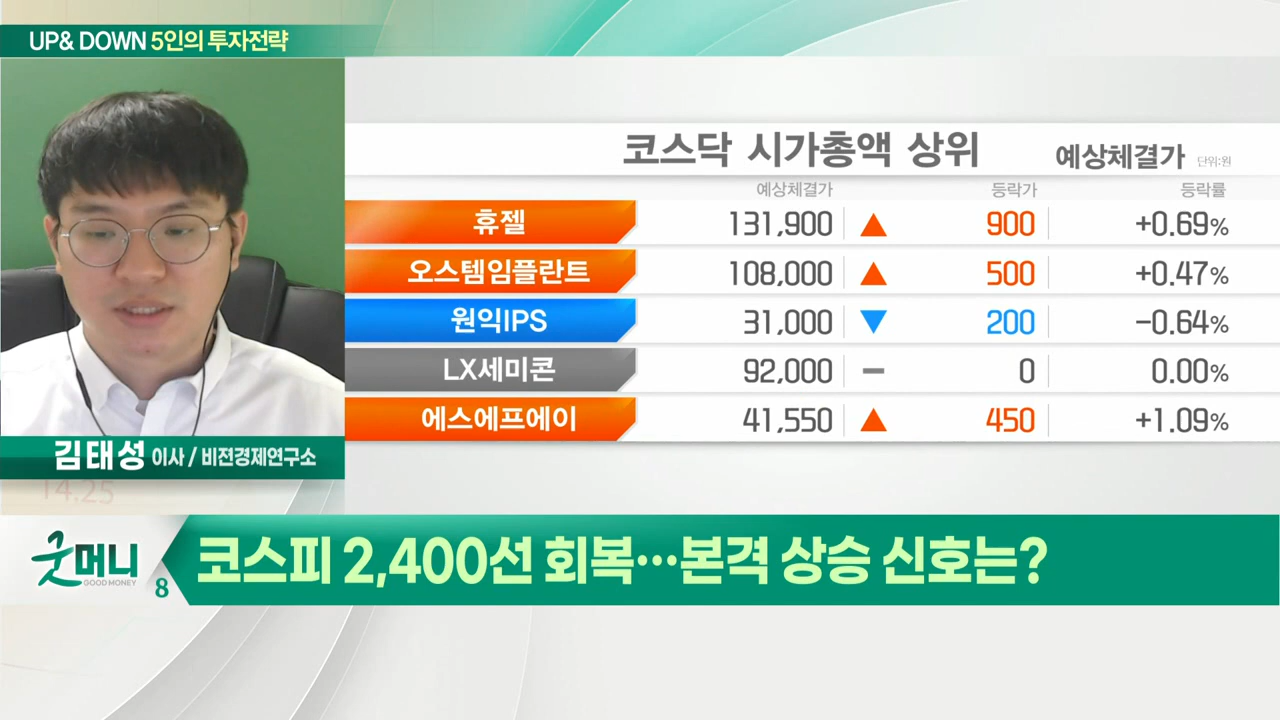 UP& DOWN 5인의 투자전략
코스닥 시가총액 상위 예상체결가 단위:원
예상체결가 등락가 등락률
휴젤 131,900 ▲ 900 +0.69%
오스템임플란트 108,000 ▲ 500 +0.47%
원익IPS 31,000 ▼ 200 -0.64%
LX세미콘 92,000 - 0 0.00%
에스에프에이 41,550 ▲ 450 +1.09%
김태성 이사 / 비전경제연구소
14.25
굿머니 GOOD MONEY 8
코스피 2,400선 회복…본격 상승 신호는?